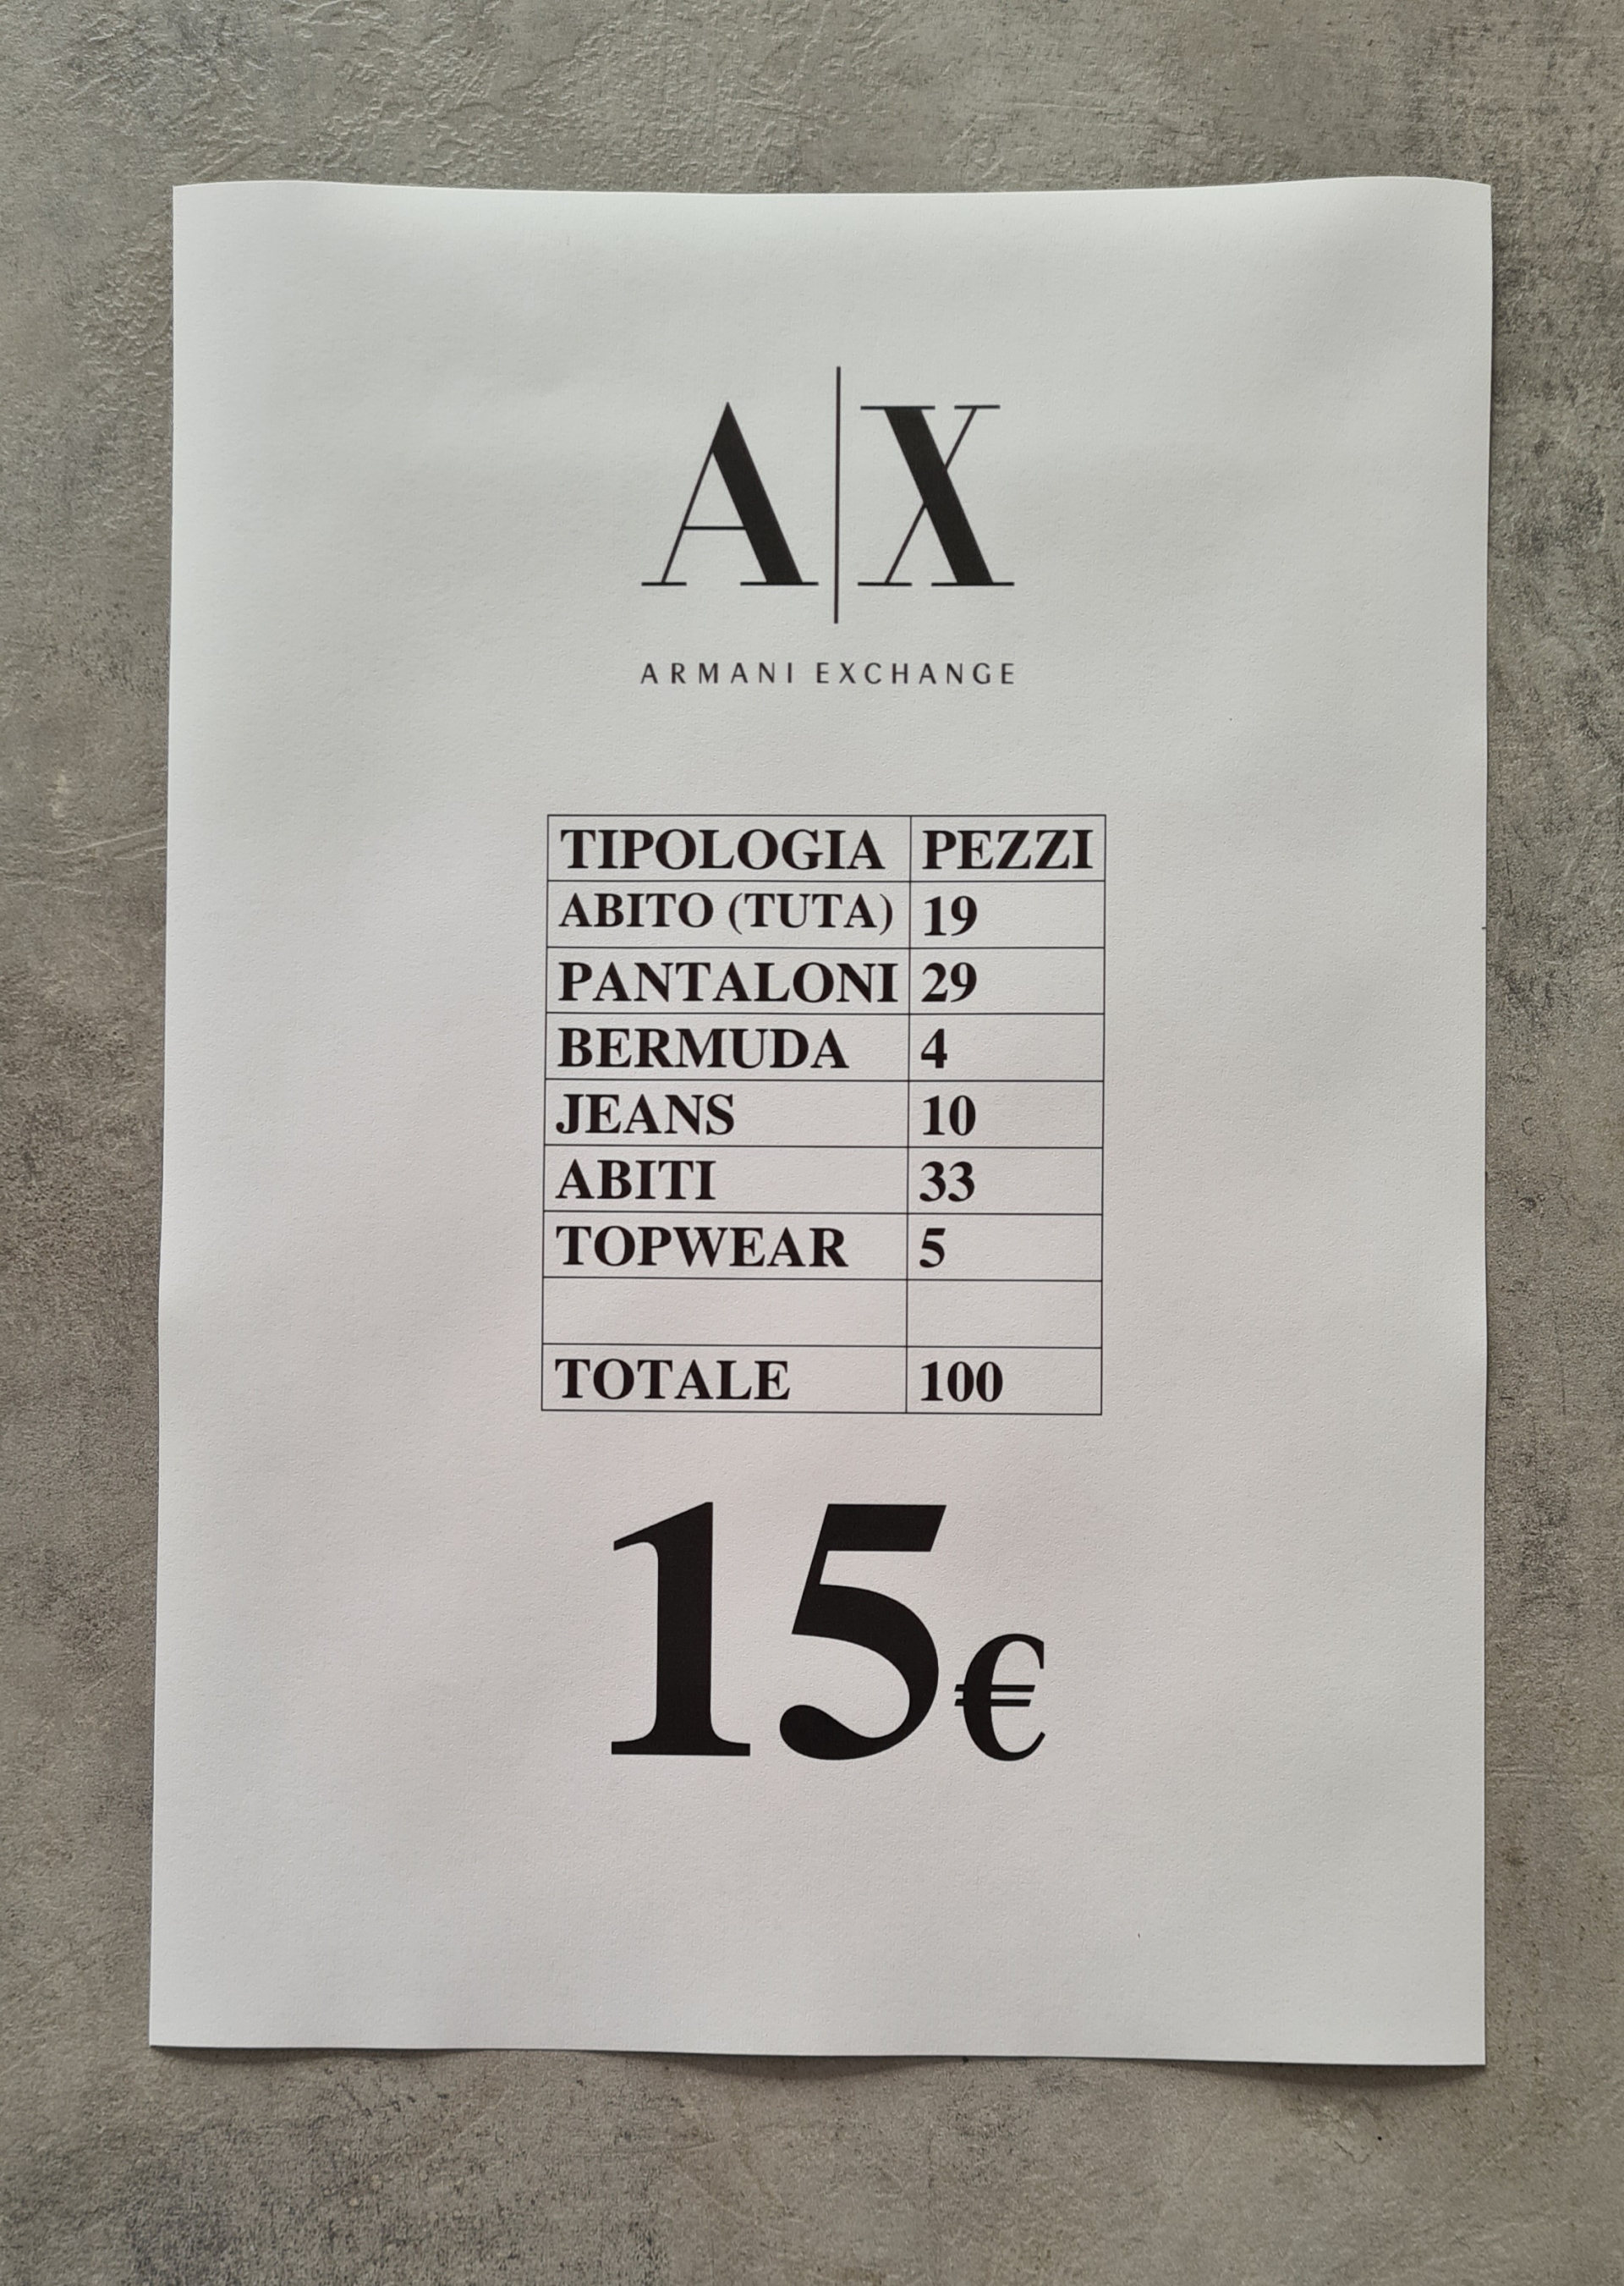 A|X
ARMANI EXCHANGE
TIPOLOGIA PEZZI
ABITO (TUTA) 19
PANTALONI 29
BERMUDA 4
JEANS 10
ABITI 33
TOPWEAR 5
TOTALE 100
15€